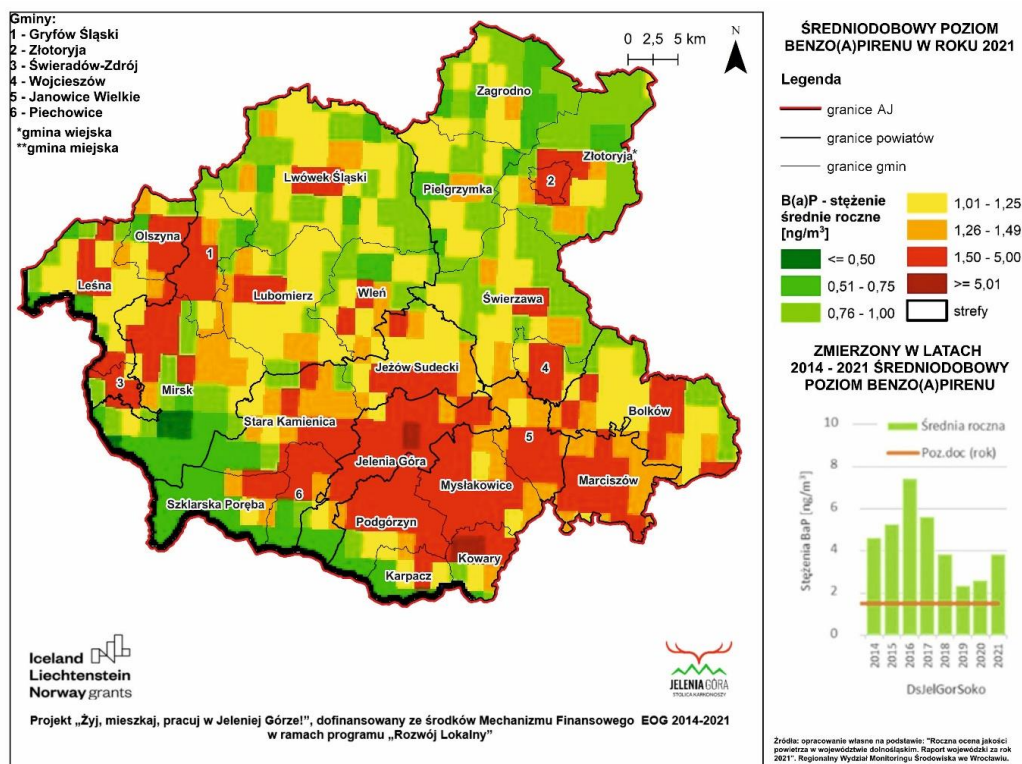 Gminy:
1 - Gryfów Śląski
2 - Złotoryja
3 - Świeradów-Zdrój
4 - Wojcieszów
5 - Janowice Wielkie
6 - Piechowice
*gmina wiejska
**gmina miejska
0 2,5 5 km
N
Zagrodno
Złotoryja*
2
Lwówek Śląski
Pielgrzymka
Olszyna
1
Leśna
Lubomierz
Wleń
Świerzawa
Jeżów Sudecki
4
3
Mirsk
Bolków
Stara Kamienica
5
Jelenia Góra
Mysłakowice
Marciszów
6
Szklarska Poręba
Podgórzyn
Kowary
Karpacz
Iceland
Liechtenstein
Norway grants
JELENIA GÓRA
STOLICA KARKONOSZY
Projekt „Żyj, mieszkaj, pracuj w Jeleniej Górze!”, dofinansowany ze środków Mechanizmu Finansowego EOG 2014-2021
w ramach programu „Rozwój Lokalny”
ŚREDNIODOBOWY POZIOM
BENZO(A)PIRENU W ROKU 2021
Legenda
granice AJ
granice powiatów
granice gmin
B(a)P - stężenie
średnie roczne
[ng/m³]
<= 0,50
0,51 - 0,75
0,76 - 1,00
1,01 - 1,25
1,26 - 1,49
1,50 - 5,00
>= 5,01
strefy
ZMIERZONY W LATACH
2014 - 2021 ŚREDNIODOBOWY
POZIOM BENZO(A)PIRENU
Stężenia BaP [ng/m³]
10
8
6
4
2
0
Średnia roczna
Poz.doc (rok)
2014
2015
2016
2017
2018
2019
2020
2021
DsJelGorSoko
Źródła: opracowanie własne na podstawie: "Roczna ocena jakości
powietrza w województwie dolnośląskim. Raport wojewódzki za rok
2021". Regionalny Wydział Monitoringu Środowiska we Wrocławiu.